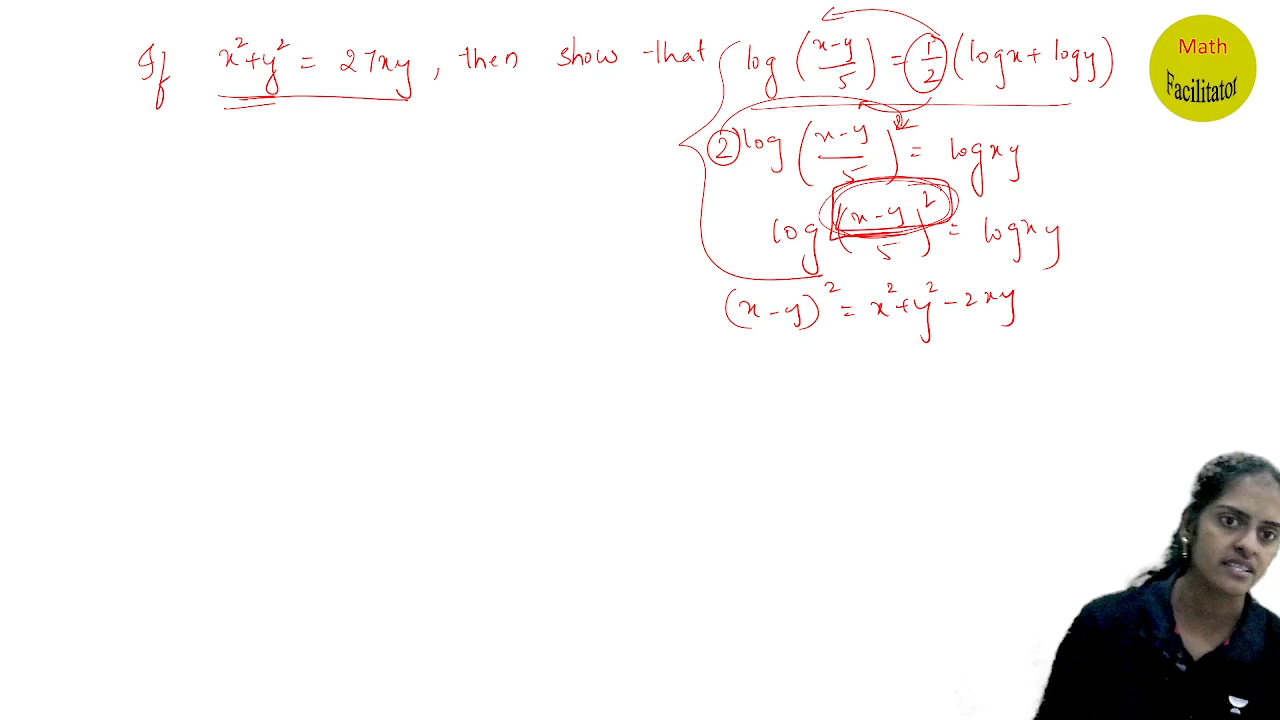 If x² + y² = 27xy, then show that log ((x-y)/5) = 1/2 (log x + log y)
2 log ((x-y)/5)² = log xy
log ((x-y)/5)² = log xy
(x-y)² = x² + y² - 2xy
Math
Facilitator